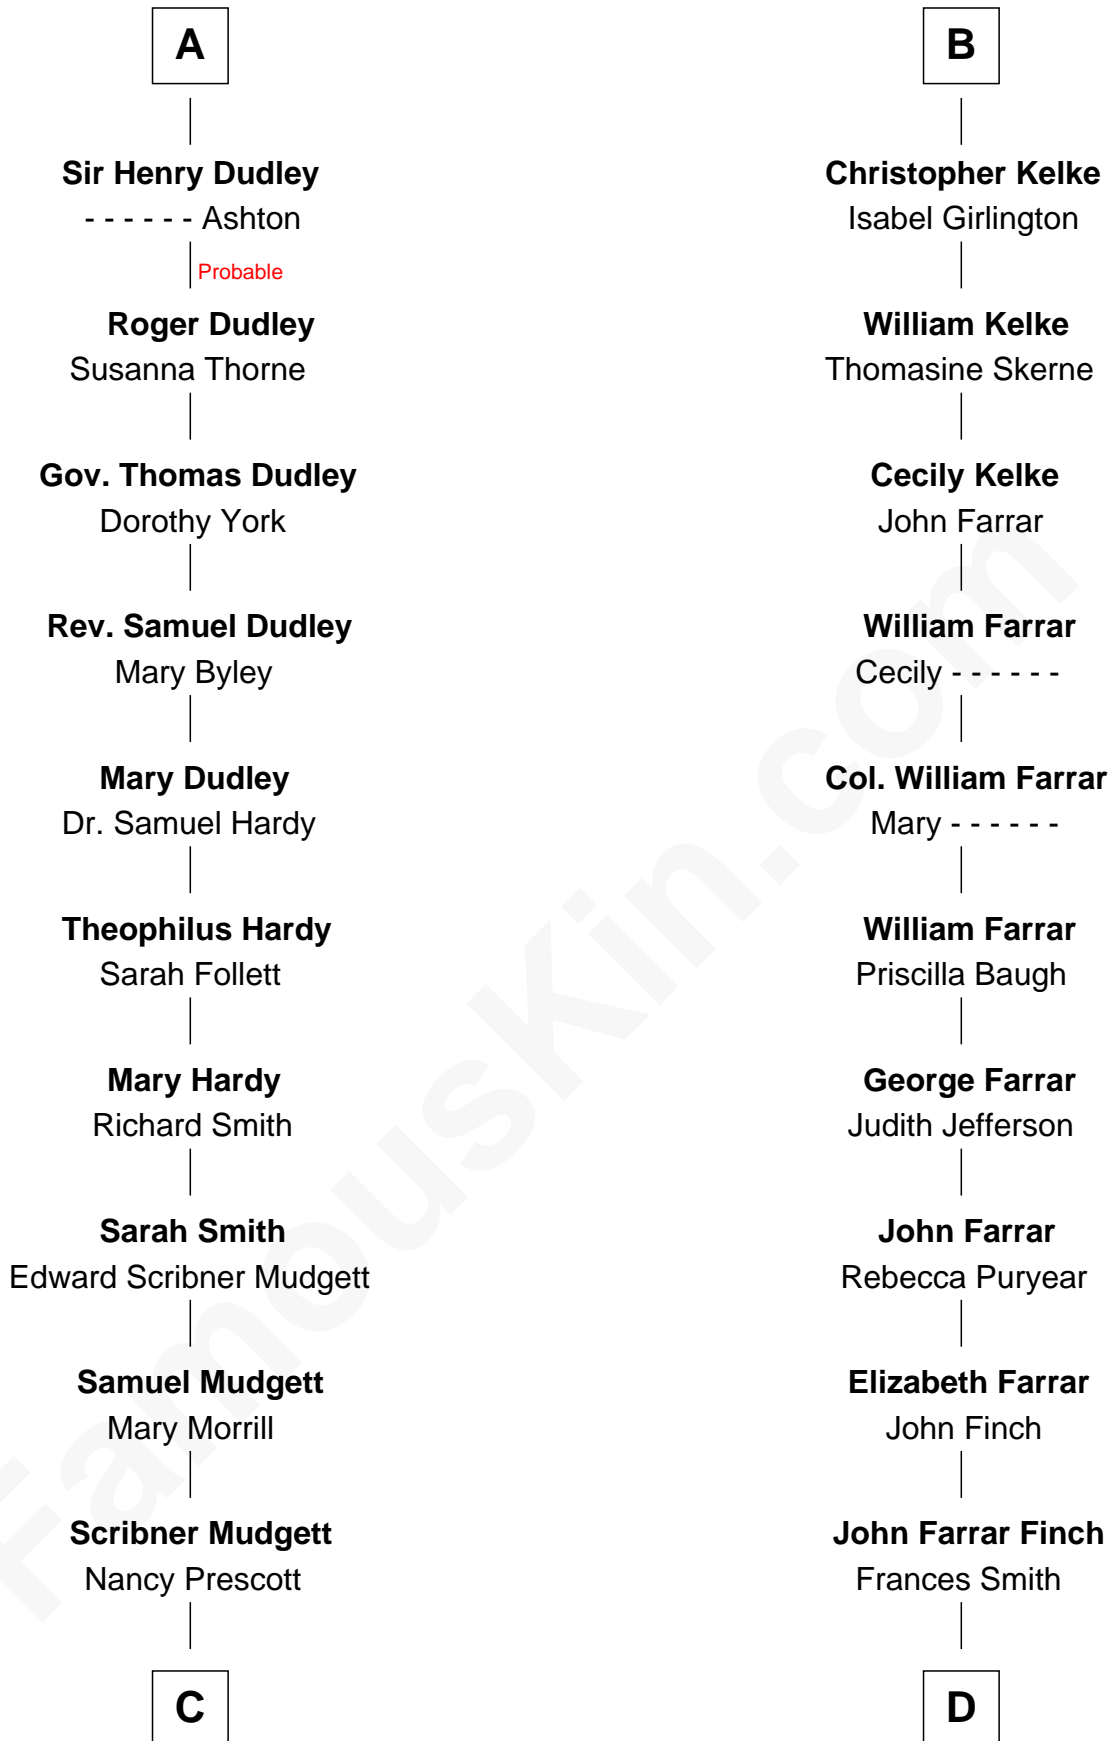 A
Sir Henry Dudley
- - - - - - Ashton
Probable
Roger Dudley
Susanna Thorne
Gov. Thomas Dudley
Dorothy York
Rev. Samuel Dudley
Mary Byley
Mary Dudley
Dr. Samuel Hardy
Theophilus Hardy
Sarah Follett
Mary Hardy
Richard Smith
Sarah Smith
Edward Scribner Mudgett
Samuel Mudgett
Mary Morrill
Scribner Mudgett
Nancy Prescott
C
B
Christopher Kelke
Isabel Girlington
William Kelke
Thomasine Skerne
Cecily Kelke
John Farrar
William Farrar
Cecily - - - - - -
Col. William Farrar
Mary - - - - - -
William Farrar
Priscilla Baugh
George Farrar
Judith Jefferson
John Farrar
Rebecca Puryear
Elizabeth Farrar
John Finch
John Farrar Finch
Frances Smith
D
FamousKin.com